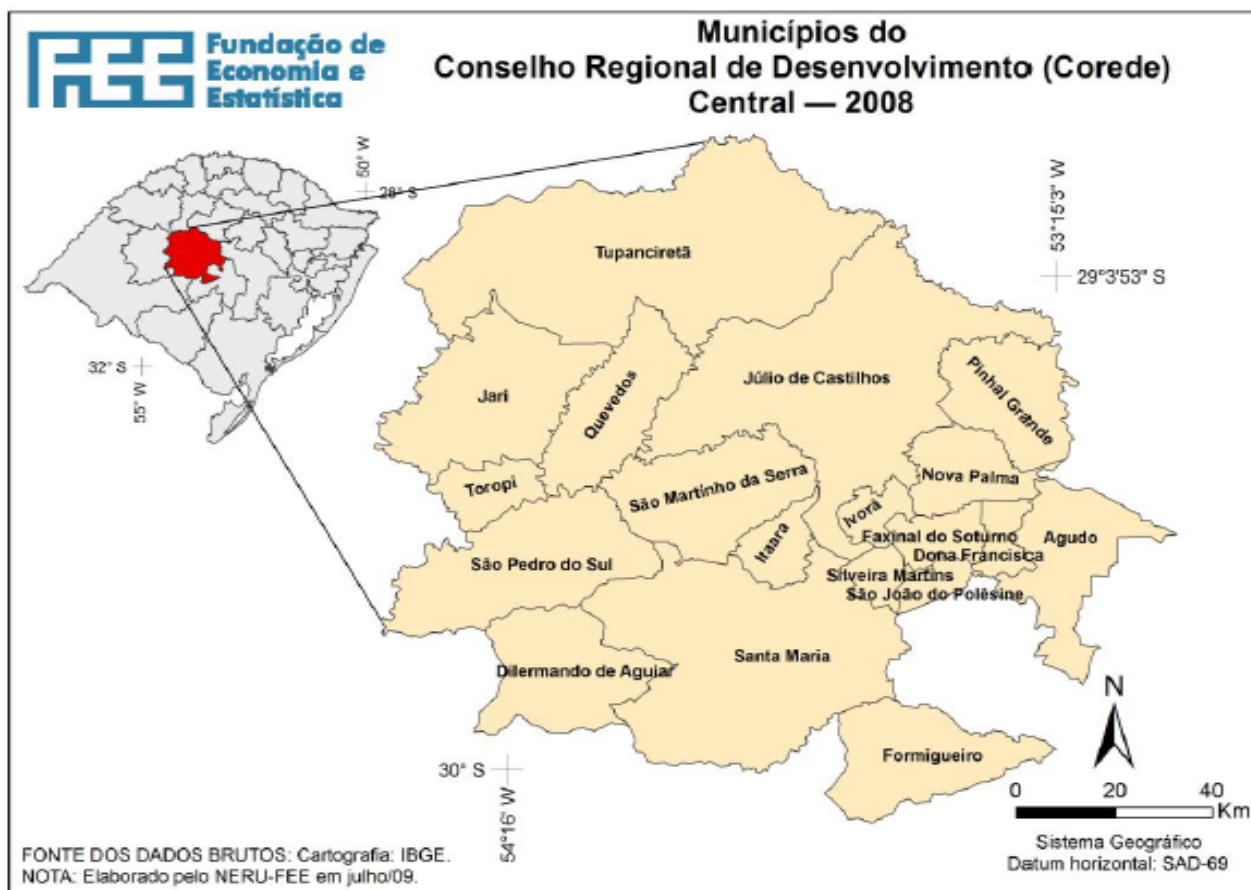 FEE
Fundação de
Economia e
Estatística
Municípios do
Conselho Regional de Desenvolvimento (Corede)
Central — 2008
50° W
28° S
32° S
55° W
53°15'3" W
29°3'53" S
Tupanciretã
Júlio de Castilhos
Pinhal Grande
Jari
Quevedos
Toropi
São Martinho da Serra
Nova Palma
Ivorá
Itaara
Faxinal do Soturno
Agudo
Dona Francisca
São Pedro do Sul
Silveira Martins
São João do Polêsine
Santa Maria
Dilermando de Aguiar
Formigueiro
N
30° S
54°16' W
0 20 40
Km
Sistema Geográfico
Datum horizontal: SAD-69
FONTE DOS DADOS BRUTOS: Cartografia: IBGE.
NOTA: Elaborado pelo NERU-FEE em julho/09.